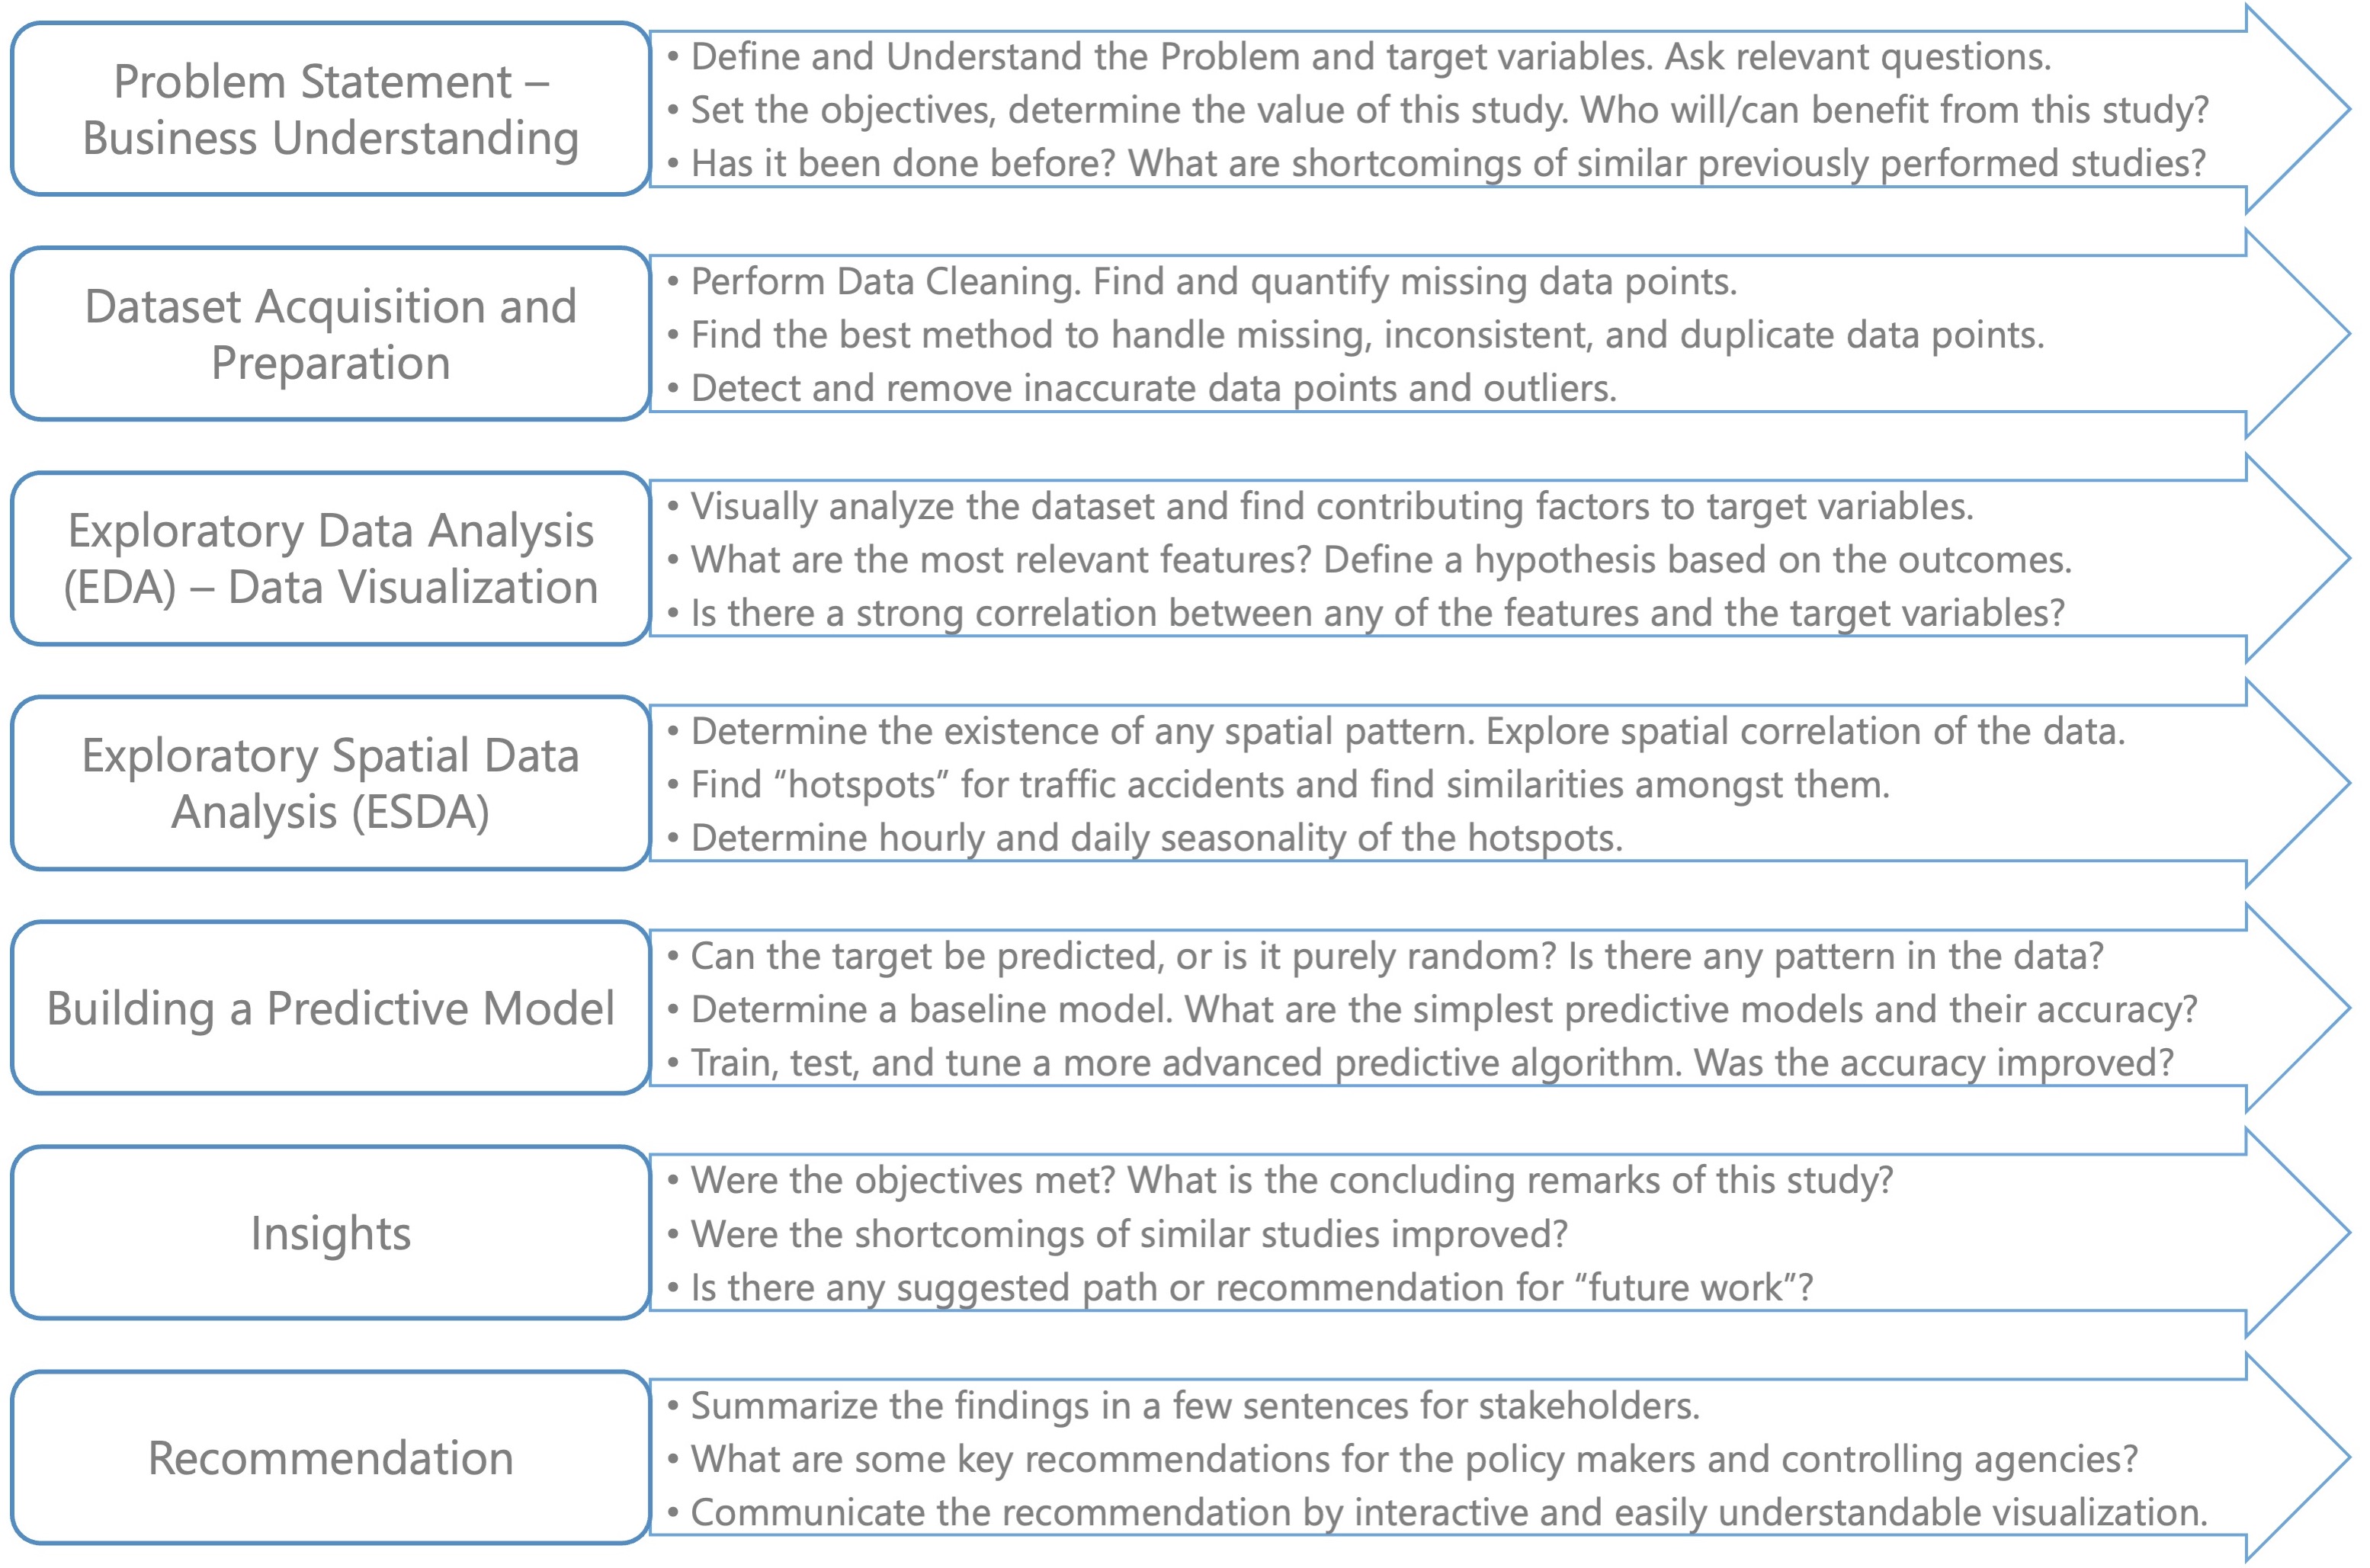 Problem Statement –
Business Understanding
• Define and Understand the Problem and target variables. Ask relevant questions.
• Set the objectives, determine the value of this study. Who will/can benefit from this study?
• Has it been done before? What are shortcomings of similar previously performed studies?
Dataset Acquisition and
Preparation
• Perform Data Cleaning. Find and quantify missing data points.
• Find the best method to handle missing, inconsistent, and duplicate data points.
• Detect and remove inaccurate data points and outliers.
Exploratory Data Analysis
(EDA) – Data Visualization
• Visually analyze the dataset and find contributing factors to target variables.
• What are the most relevant features? Define a hypothesis based on the outcomes.
• Is there a strong correlation between any of the features and the target variables?
Exploratory Spatial Data
Analysis (ESDA)
• Determine the existence of any spatial pattern. Explore spatial correlation of the data.
• Find “hotspots” for traffic accidents and find similarities amongst them.
• Determine hourly and daily seasonality of the hotspots.
Building a Predictive Model
• Can the target be predicted, or is it purely random? Is there any pattern in the data?
• Determine a baseline model. What are the simplest predictive models and their accuracy?
• Train, test, and tune a more advanced predictive algorithm. Was the accuracy improved?
Insights
• Were the objectives met? What is the concluding remarks of this study?
• Were the shortcomings of similar studies improved?
• Is there any suggested path or recommendation for “future work”?
Recommendation
• Summarize the findings in a few sentences for stakeholders.
• What are some key recommendations for the policy makers and controlling agencies?
• Communicate the recommendation by interactive and easily understandable visualization.